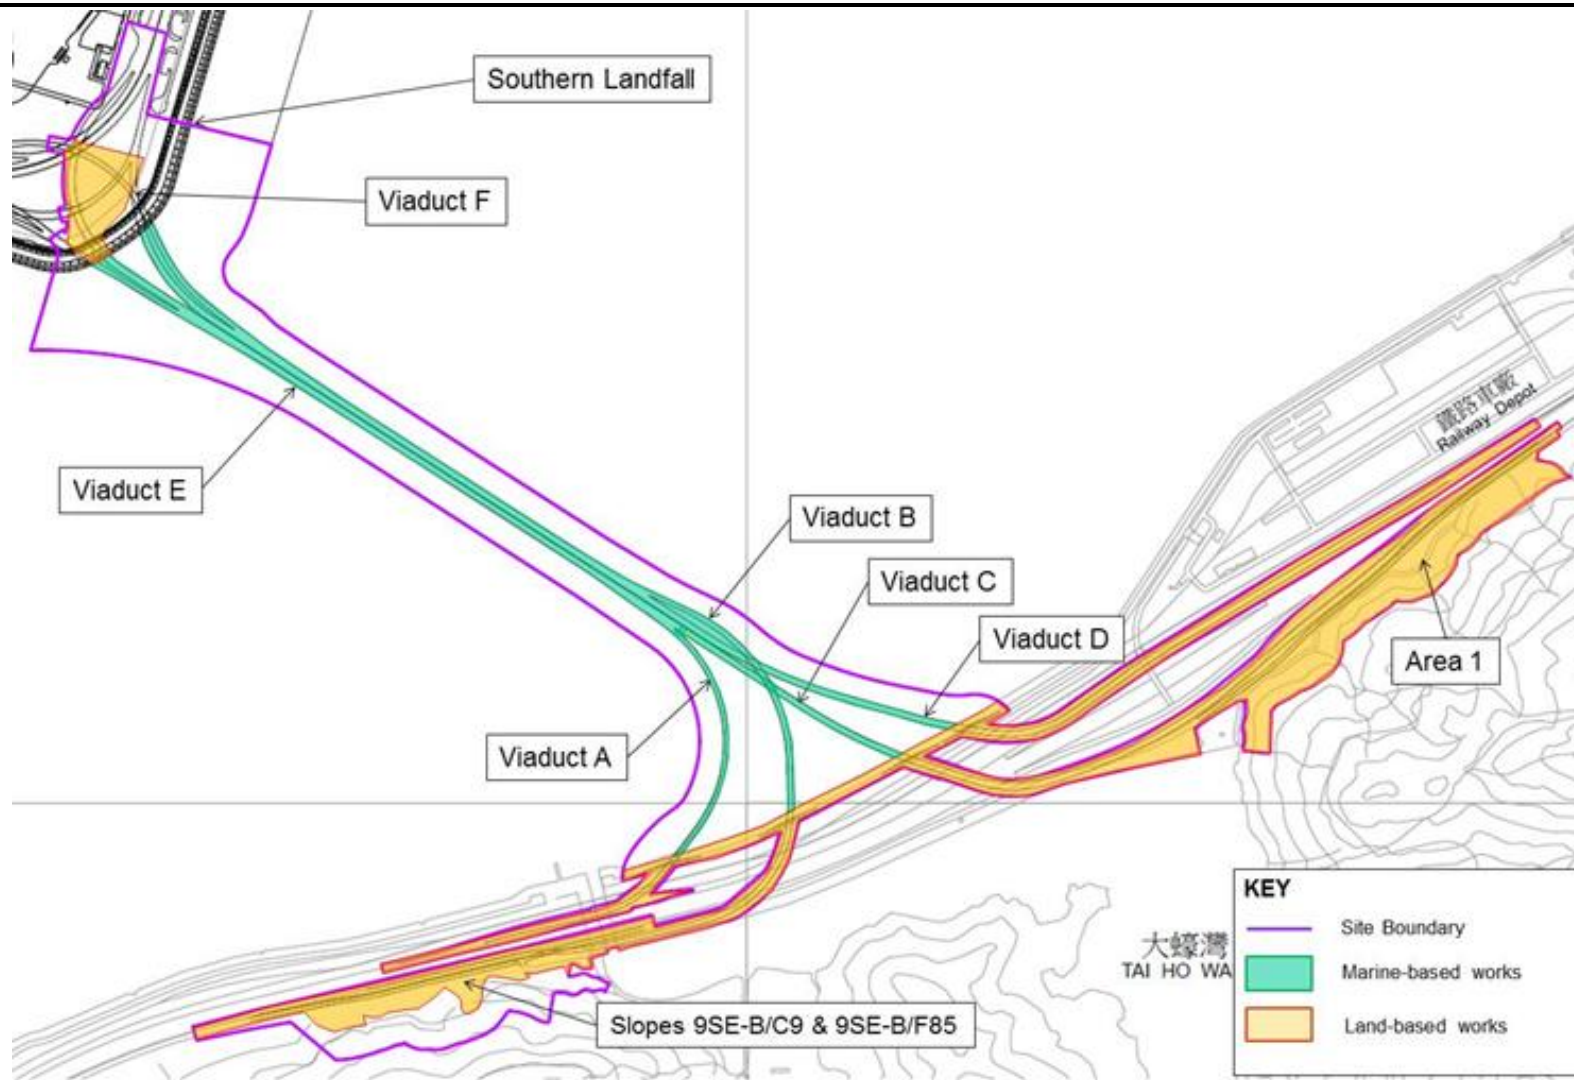 Southern Landfall
Viaduct F
Viaduct E
Viaduct B
Viaduct C
Viaduct D
Viaduct A
鐵路車廠
Railway Depot
Area 1
大蠔灣
TAI HO WA
Slopes 9SE-B/C9 & 9SE-B/F85
KEY
Site Boundary
Marine-based works
Land-based works